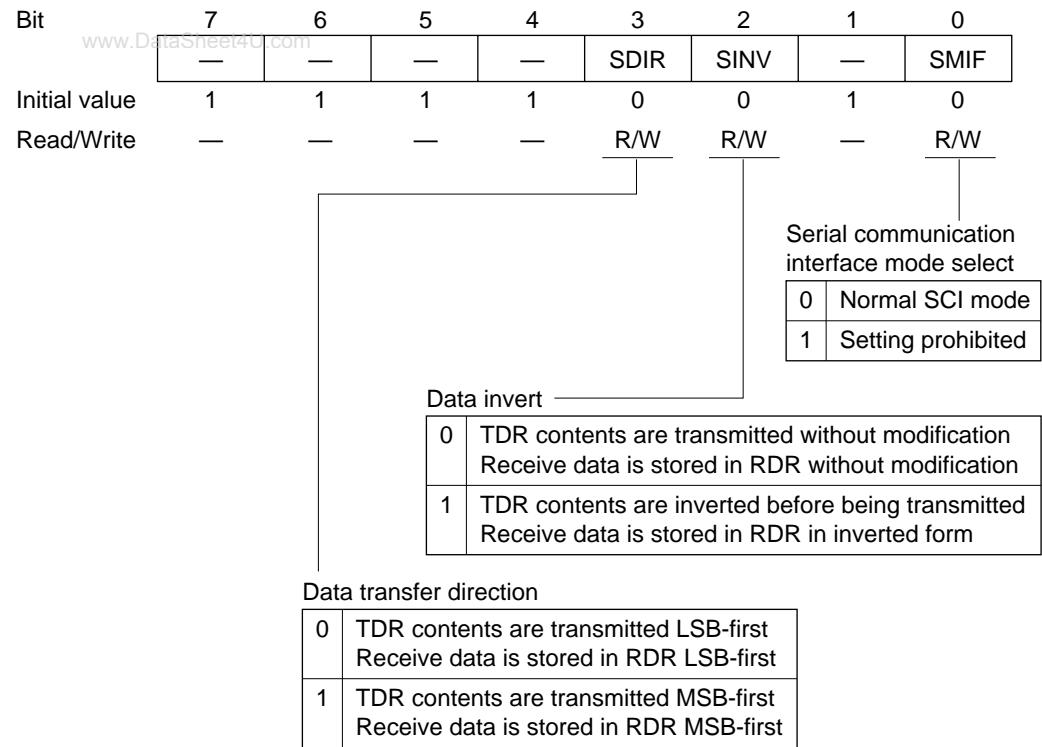 Bit 7 6 5 4 3 2 1 0
www.DataSheet4U.com
— — — — SDIR SINV — SMIF
Initial value 1 1 1 1 0 0 1 0
Read/Write — — — — R/W R/W — R/W
Serial communication
interface mode select
0 Normal SCI mode
1 Setting prohibited
Data invert
0 TDR contents are transmitted without modification
Receive data is stored in RDR without modification
1 TDR contents are inverted before being transmitted
Receive data is stored in RDR in inverted form
Data transfer direction
0 TDR contents are transmitted LSB-first
Receive data is stored in RDR LSB-first
1 TDR contents are transmitted MSB-first
Receive data is stored in RDR MSB-first